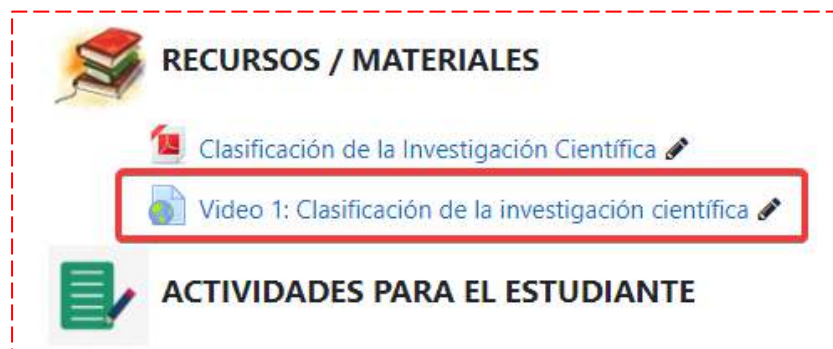 RECURSOS / MATERIALES
Clasificación de la Investigación Científica
Video 1: Clasificación de la investigación científica
ACTIVIDADES PARA EL ESTUDIANTE